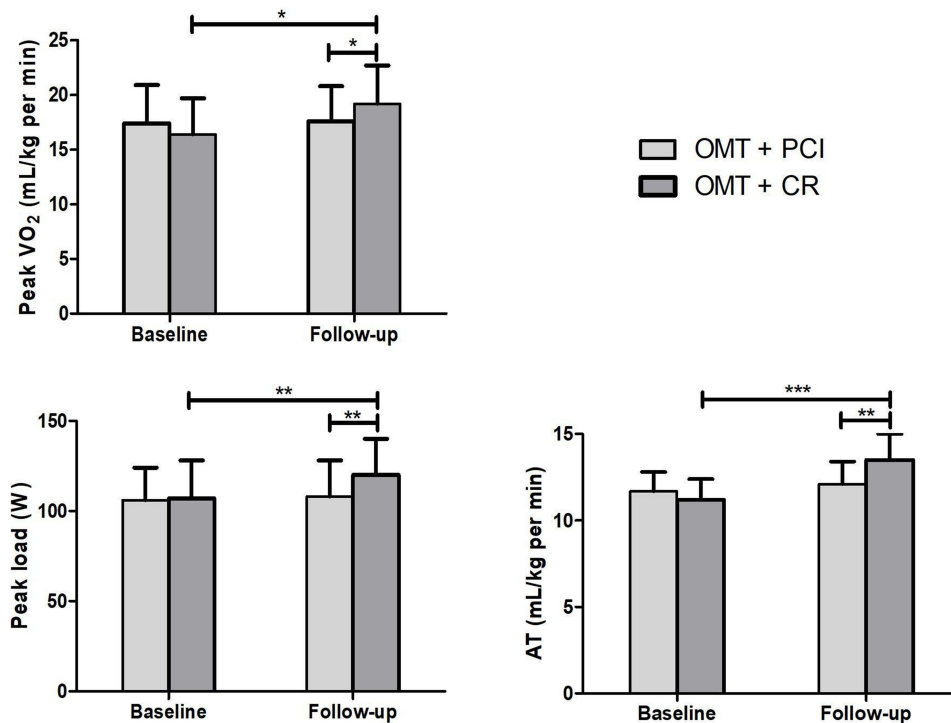 *
*
25
20
15
10
5
0
Peak VO₂ (mL/kg per min)
Baseline Follow-up
OMT + PCI
OMT + CR
**
**
150
100
50
0
Peak load (W)
Baseline Follow-up
***
**
15
10
5
0
AT (mL/kg per min)
Baseline Follow-up